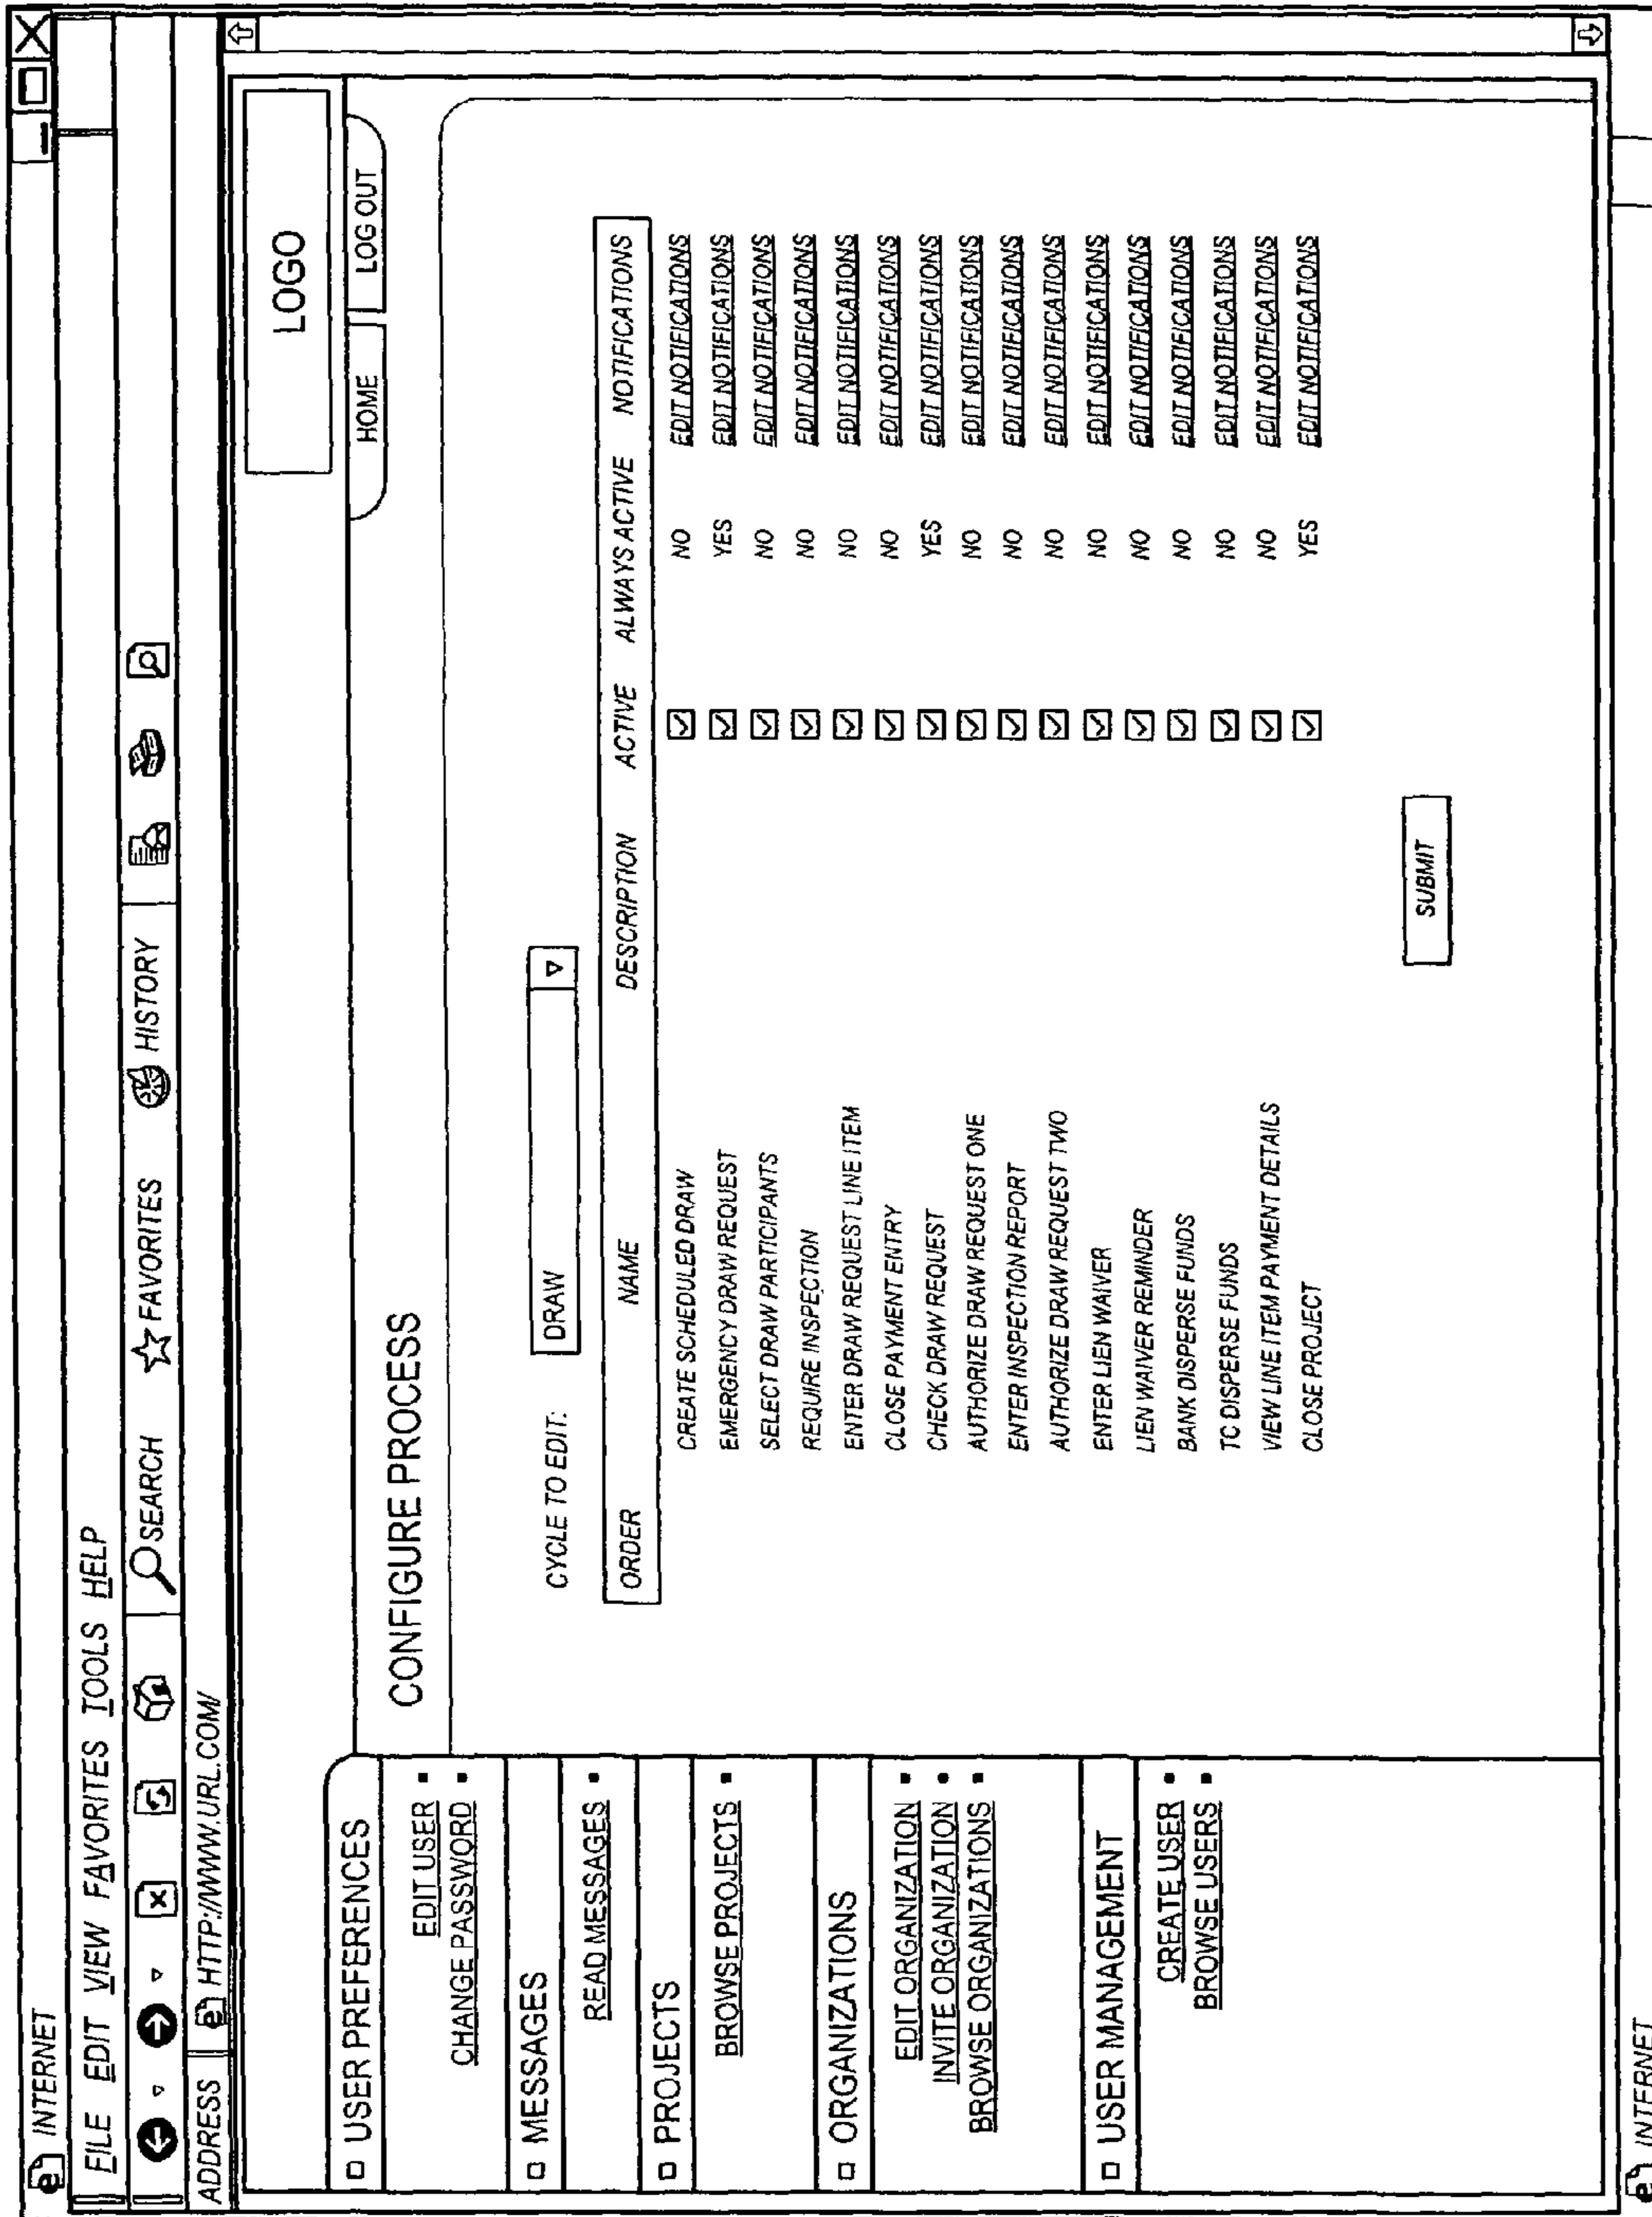 INTERNET
FILE EDIT VIEW FAVORITES TOOLS HELP
SEARCH FAVORITES HISTORY
ADDRESS HTTP://WWW.URL.COM/
LOGO
HOME LOG OUT
USER PREFERENCES
EDIT USER
CHANGE PASSWORD
MESSAGES
READ MESSAGES
PROJECTS
BROWSE PROJECTS
ORGANIZATIONS
EDIT ORGANIZATION
INVITE ORGANIZATION
BROWSE ORGANIZATIONS
USER MANAGEMENT
CREATE USER
BROWSE USERS
CONFIGURE PROCESS
CYCLE TO EDIT: DRAW
ORDER NAME DESCRIPTION ACTIVE ALWAYS ACTIVE NOTIFICATIONS
CREATE SCHEDULED DRAW NO EDIT NOTIFICATIONS
EMERGENCY DRAW REQUEST YES EDIT NOTIFICATIONS
SELECT DRAW PARTICIPANTS NO EDIT NOTIFICATIONS
REQUIRE INSPECTION NO EDIT NOTIFICATIONS
ENTER DRAW REQUEST LINE ITEM NO EDIT NOTIFICATIONS
CLOSE PAYMENT ENTRY NO EDIT NOTIFICATIONS
CHECK DRAW REQUEST YES EDIT NOTIFICATIONS
AUTHORIZE DRAW REQUEST ONE NO EDIT NOTIFICATIONS
ENTER INSPECTION REPORT NO EDIT NOTIFICATIONS
AUTHORIZE DRAW REQUEST TWO NO EDIT NOTIFICATIONS
ENTER LIEN WAIVER NO EDIT NOTIFICATIONS
LIEN WAIVER REMINDER NO EDIT NOTIFICATIONS
BANK DISPERSE FUNDS NO EDIT NOTIFICATIONS
TC DISPERSE FUNDS NO EDIT NOTIFICATIONS
VIEW LINE ITEM PAYMENT DETAILS NO EDIT NOTIFICATIONS
CLOSE PROJECT YES EDIT NOTIFICATIONS
SUBMIT
INTERNET